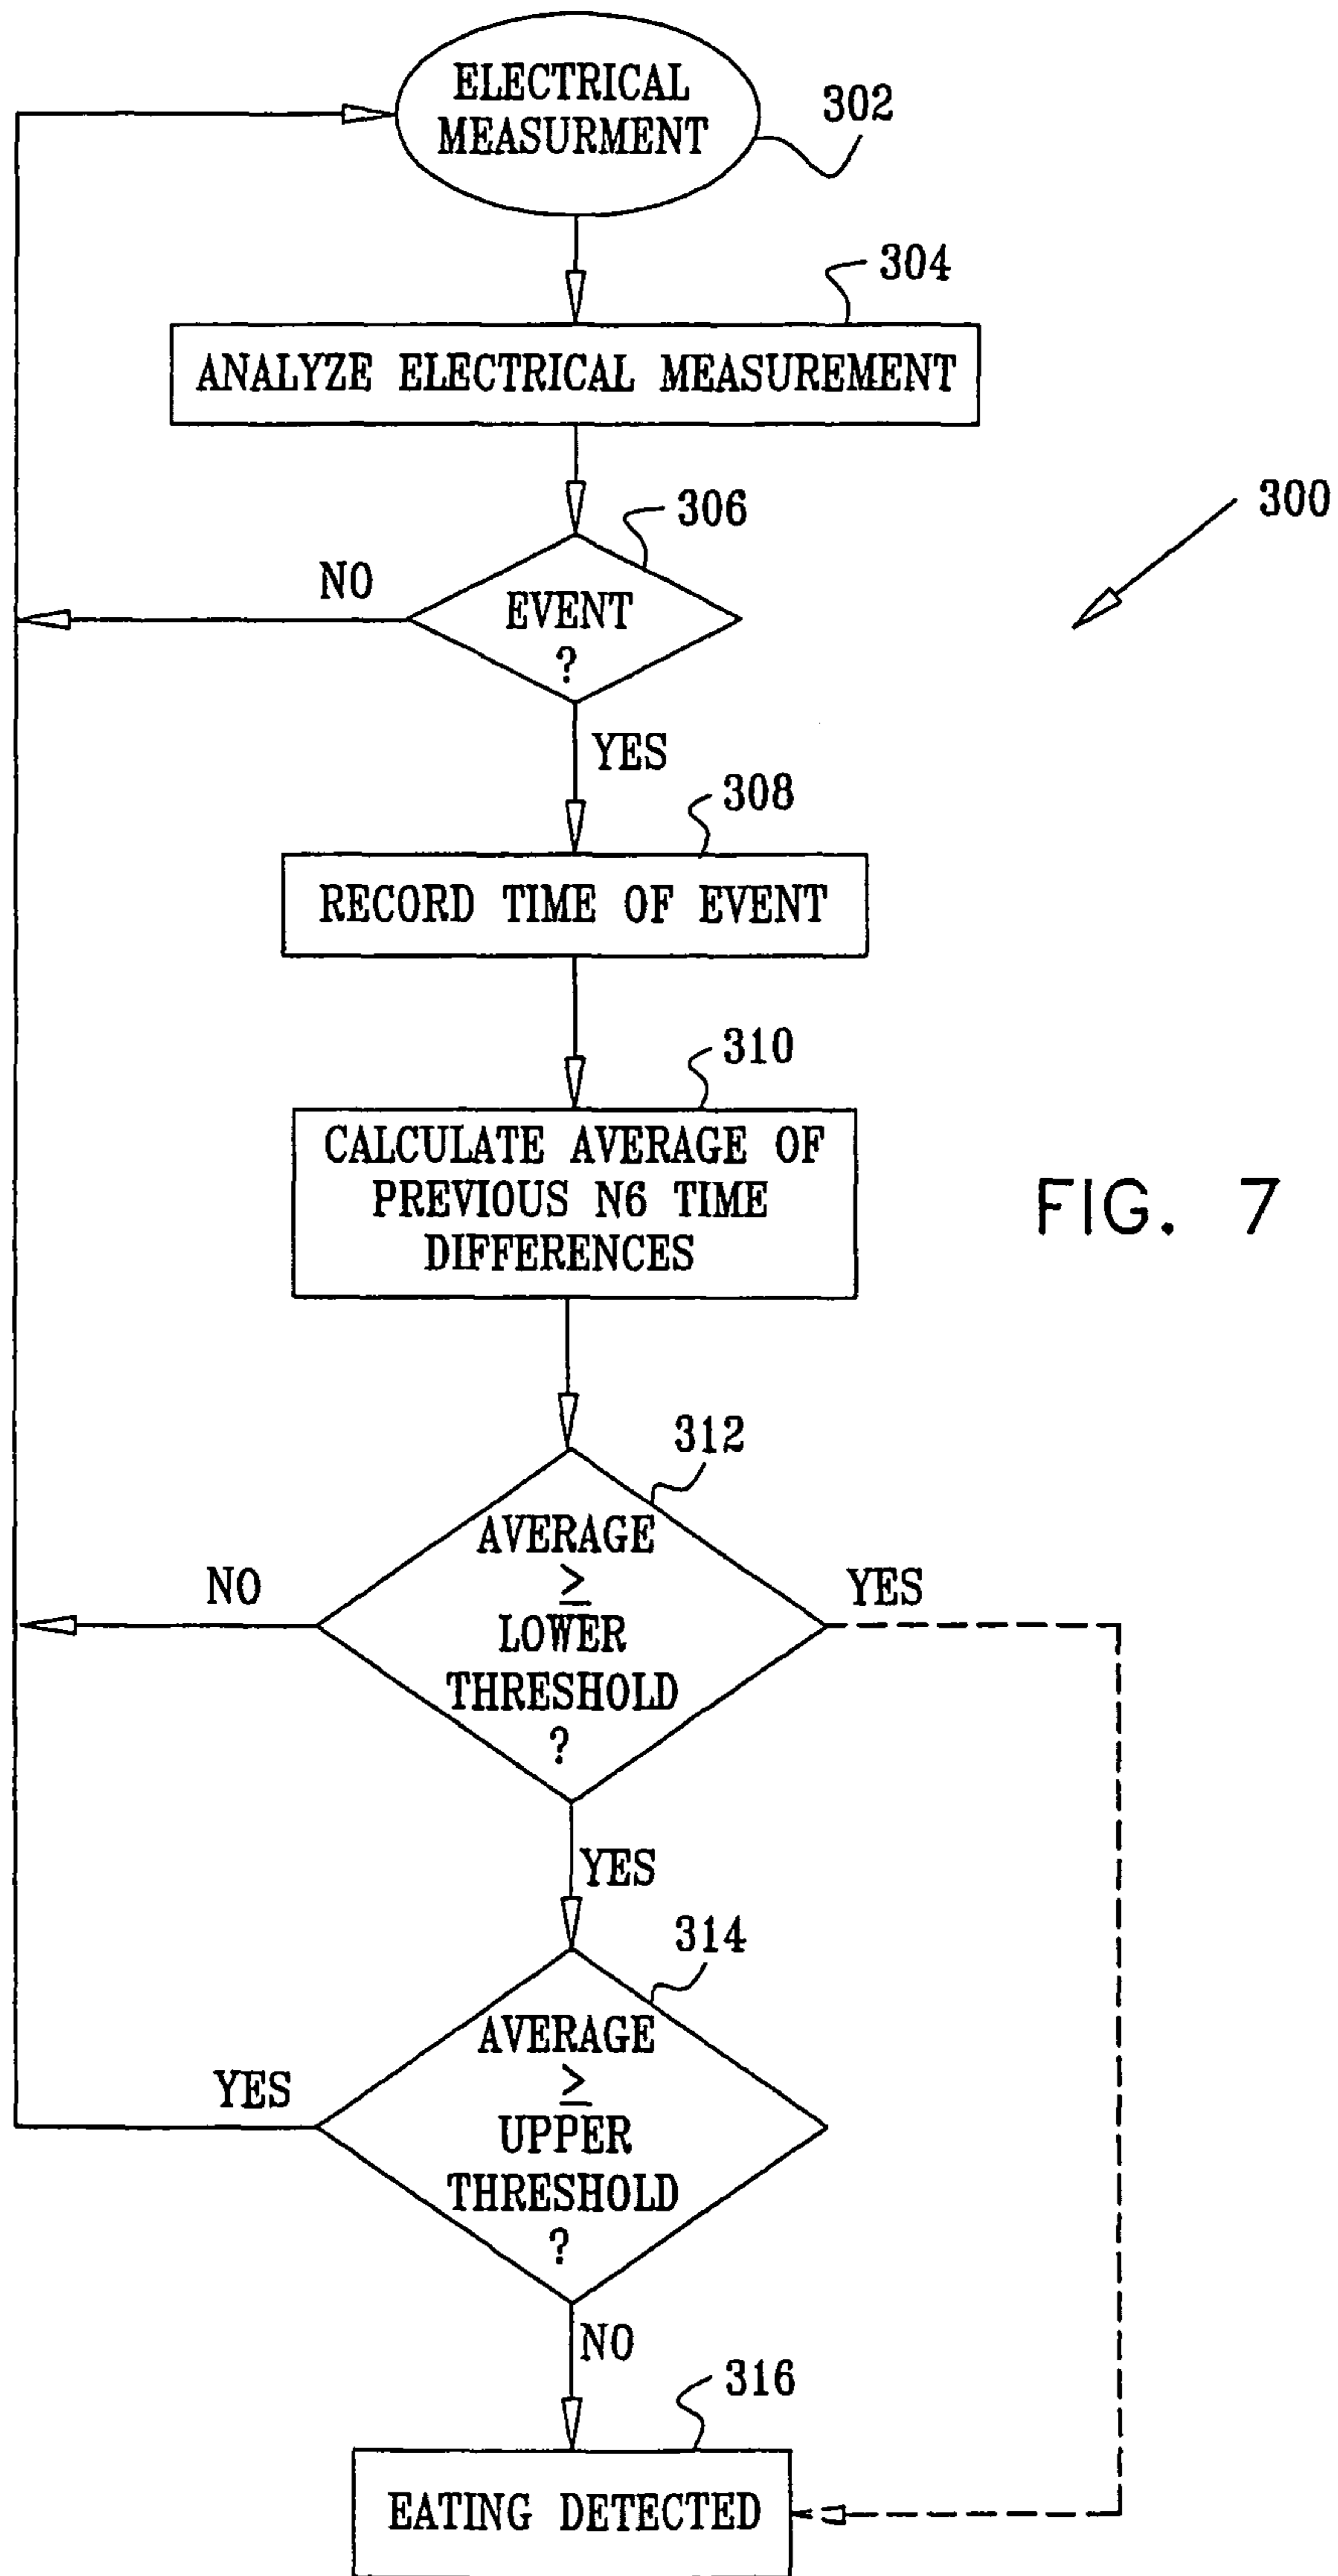 ELECTRICAL
MEASURMENT
302
304
ANALYZE ELECTRICAL MEASUREMENT
300
306
NO
EVENT
?
YES
308
RECORD TIME OF EVENT
310
CALCULATE AVERAGE OF
PREVIOUS N6 TIME
DIFFERENCES
FIG. 7
312
AVERAGE
≥
LOWER
THRESHOLD
?
NO
YES
YES
314
AVERAGE
≥
UPPER
THRESHOLD
?
YES
NO
316
EATING DETECTED